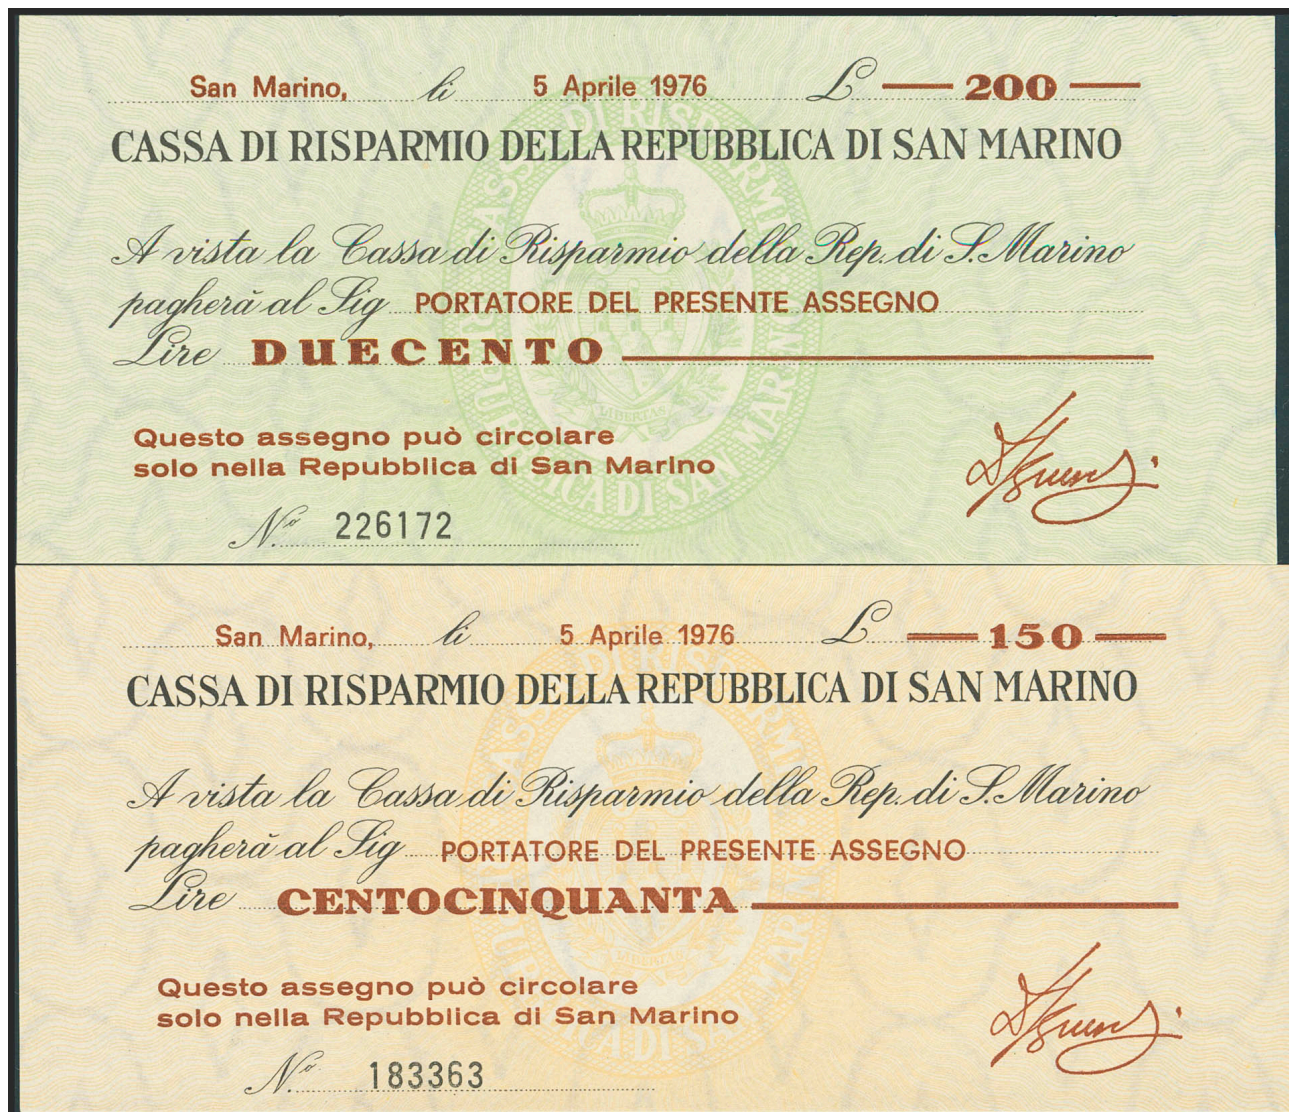 San Marino, li 5 Aprile 1976 £ 200
CASSA DI RISPARMIO DELLA REPUBBLICA DI SAN MARINO
A vista la Cassa di Risparmio della Rep. di S. Marino
pagherà al Sig PORTATORE DEL PRESENTE ASSEGNO
Lire DUECENTO
LIBERTAS
Questo assegno può circolare
solo nella Repubblica di San Marino
N.o 226172
San Marino, li 5 Aprile 1976 £ 150
CASSA DI RISPARMIO DELLA REPUBBLICA DI SAN MARINO
A vista la Cassa di Risparmio della Rep. di S. Marino
pagherà al Sig PORTATORE DEL PRESENTE ASSEGNO
Lire CENTOCINQUANTA
LIBERTAS
Questo assegno può circolare
solo nella Repubblica di San Marino
N.o 183363